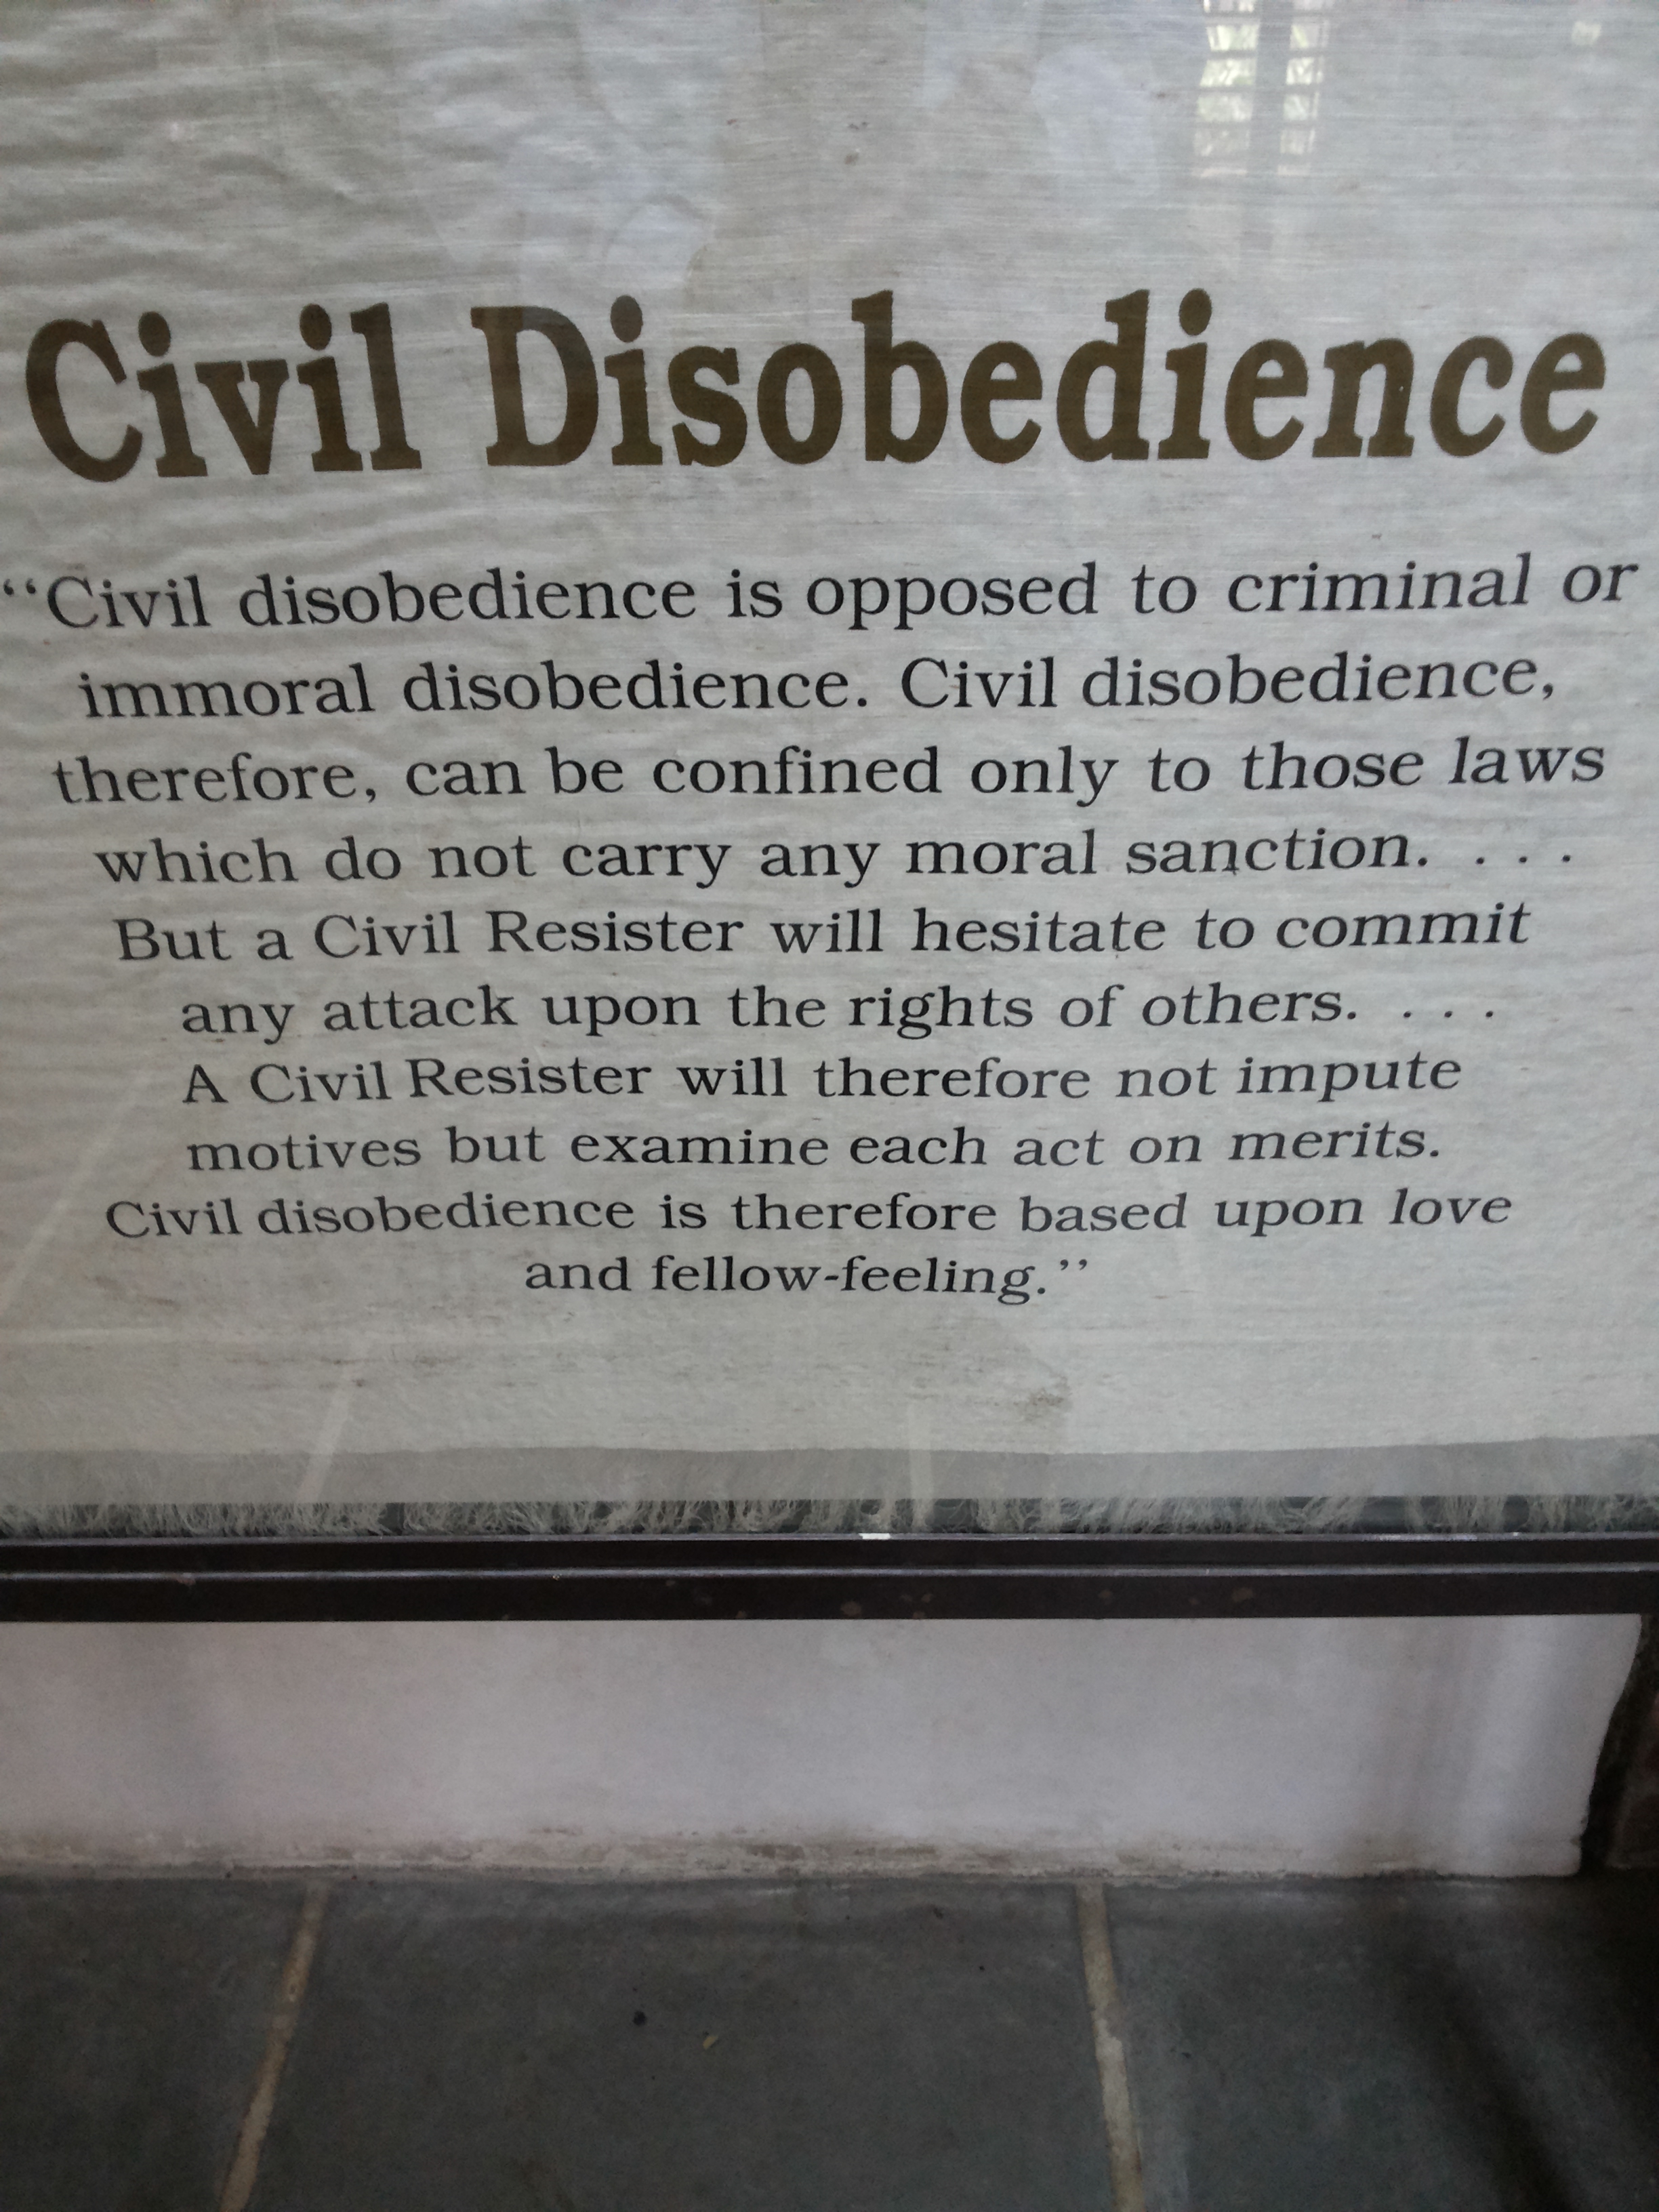 Civil Disobedience
‘‘Civil disobedience is opposed to criminal or
immoral disobedience. Civil disobedience,
therefore, can be confined only to those laws
which do not carry any moral sanction. . . .
But a Civil Resister will hesitate to commit
any attack upon the rights of others. . . .
A Civil Resister will therefore not impute
motives but examine each act on merits.
Civil disobedience is therefore based upon love
and fellow-feeling.’’